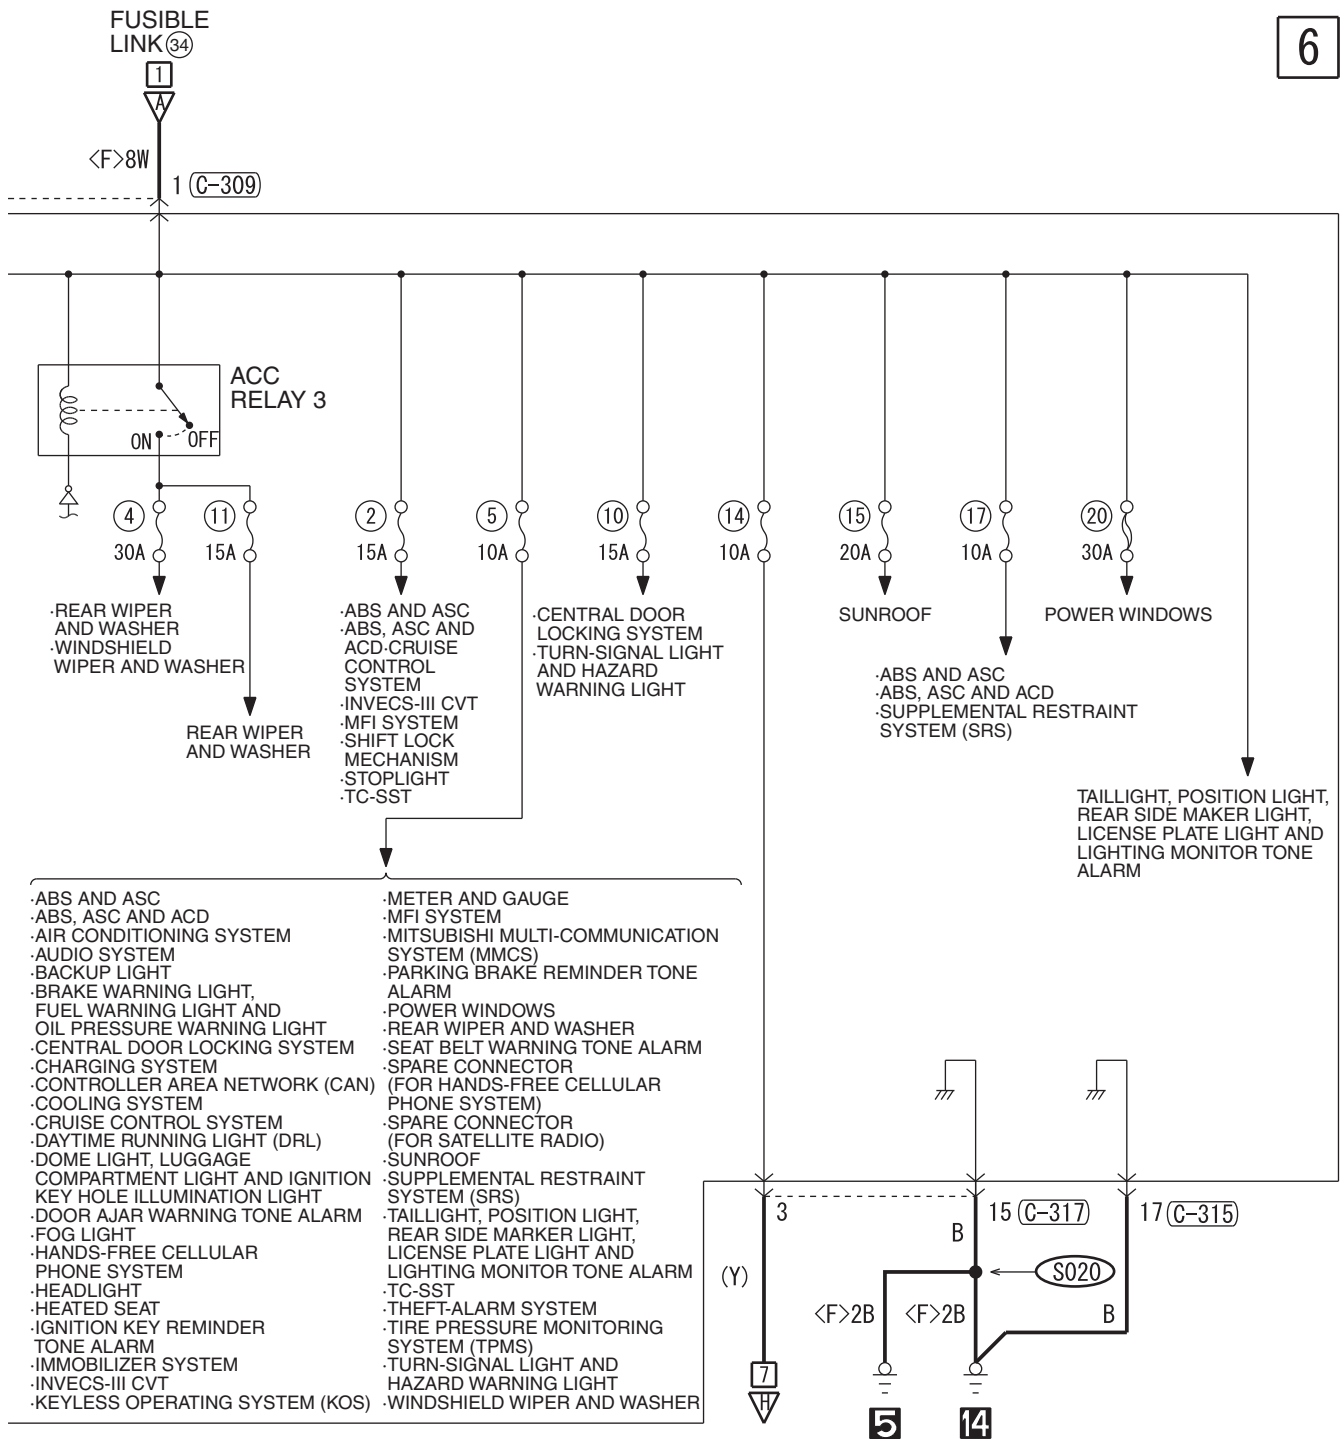 FUSIBLE
LINK 34
6
1
A
<F>8W
1 C-309
ACC
RELAY 3
ON OFF
4
30A
11
15A
2
15A
5
10A
10
15A
14
10A
15
20A
17
10A
20
30A
·REAR WIPER
AND WASHER
·WINDSHIELD
WIPER AND WASHER
REAR WIPER
AND WASHER
·ABS AND ASC
·ABS, ASC AND
ACD·CRUISE
CONTROL
SYSTEM
·INVECS-III CVT
·MFI SYSTEM
·SHIFT LOCK
MECHANISM
·STOPLIGHT
·TC-SST
·CENTRAL DOOR
LOCKING SYSTEM
·TURN-SIGNAL LIGHT
AND HAZARD
WARNING LIGHT
SUNROOF
·ABS AND ASC
·ABS, ASC AND ACD
·SUPPLEMENTAL RESTRAINT
SYSTEM (SRS)
POWER WINDOWS
TAILLIGHT, POSITION LIGHT,
REAR SIDE MAKER LIGHT,
LICENSE PLATE LIGHT AND
LIGHTING MONITOR TONE
ALARM
·ABS AND ASC
·ABS, ASC AND ACD
·AIR CONDITIONING SYSTEM
·AUDIO SYSTEM
·BACKUP LIGHT
·BRAKE WARNING LIGHT,
FUEL WARNING LIGHT AND
OIL PRESSURE WARNING LIGHT
·CENTRAL DOOR LOCKING SYSTEM
·CHARGING SYSTEM
·CONTROLLER AREA NETWORK (CAN)
·COOLING SYSTEM
·CRUISE CONTROL SYSTEM
·DAYTIME RUNNING LIGHT (DRL)
·DOME LIGHT, LUGGAGE
COMPARTMENT LIGHT AND IGNITION
KEY HOLE ILLUMINATION LIGHT
·DOOR AJAR WARNING TONE ALARM
·FOG LIGHT
·HANDS-FREE CELLULAR
PHONE SYSTEM
·HEADLIGHT
·HEATED SEAT
·IGNITION KEY REMINDER
TONE ALARM
·IMMOBILIZER SYSTEM
·INVECS-III CVT
·KEYLESS OPERATING SYSTEM (KOS)
·METER AND GAUGE
·MFI SYSTEM
·MITSUBISHI MULTI-COMMUNICATION
SYSTEM (MMCS)
·PARKING BRAKE REMINDER TONE
ALARM
·POWER WINDOWS
·REAR WIPER AND WASHER
·SEAT BELT WARNING TONE ALARM
·SPARE CONNECTOR
(FOR HANDS-FREE CELLULAR
PHONE SYSTEM)
·SPARE CONNECTOR
(FOR SATELLITE RADIO)
·SUNROOF
·SUPPLEMENTAL RESTRAINT
SYSTEM (SRS)
·TAILLIGHT, POSITION LIGHT,
REAR SIDE MARKER LIGHT,
LICENSE PLATE LIGHT AND
LIGHTING MONITOR TONE ALARM
·TC-SST
·THEFT-ALARM SYSTEM
·TIRE PRESSURE MONITORING
SYSTEM (TPMS)
·TURN-SIGNAL LIGHT AND
HAZARD WARNING LIGHT
·WINDSHIELD WIPER AND WASHER
3
15 C-317
17 C-315
B
(Y)
S020
<F>2B
<F>2B
B
7
H
5
14